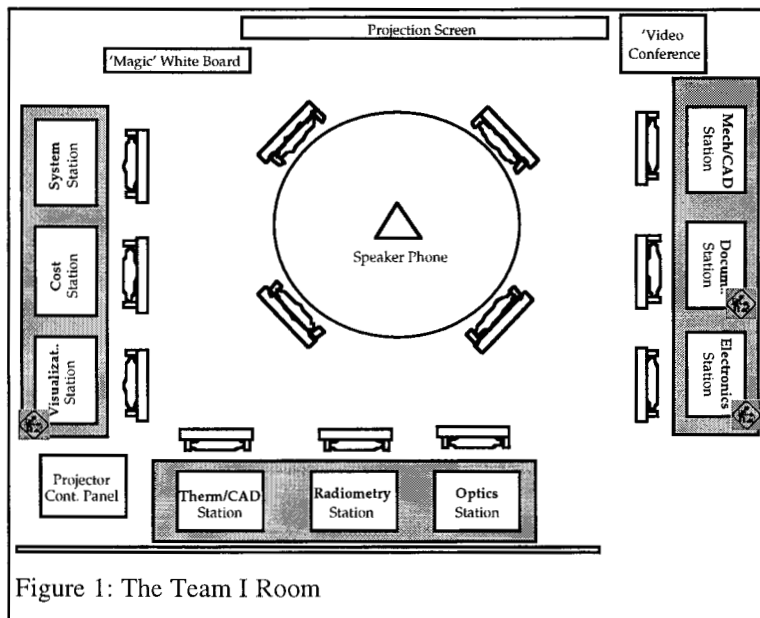 Projection Screen
'Video
Conference
'Magic' White Board
System
Station
Cost
Station
Visualizat..
Station
Speaker Phone
Mech/CAD
Station
Docum..
Station
Electronics
Station
Projector
Cont. Panel
Therm/CAD
Station
Radiometry
Station
Optics
Station
Figure 1: The Team I Room